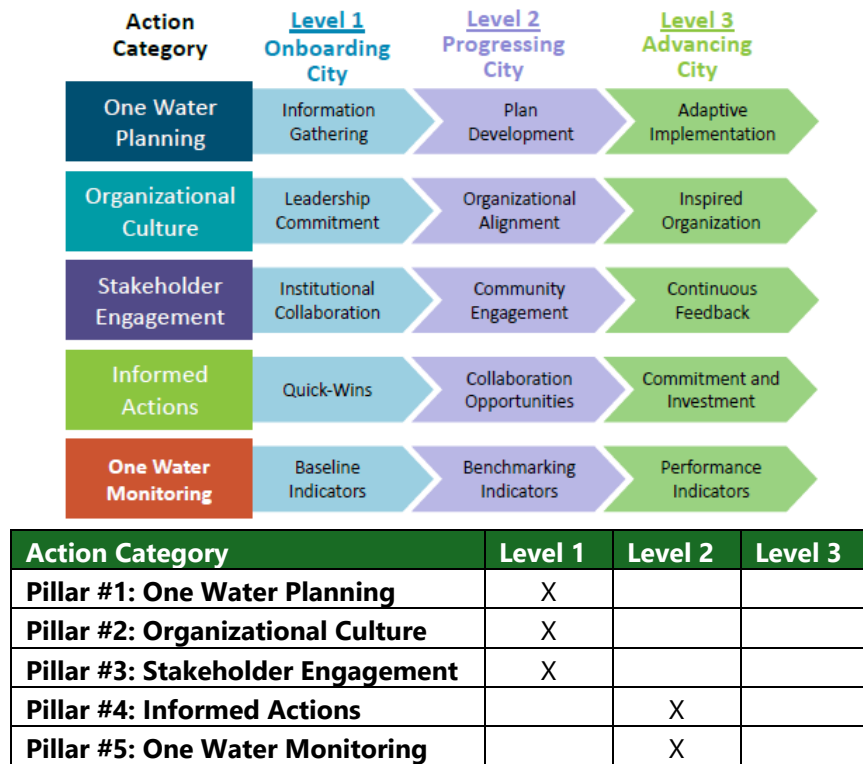 Action
Category
Level 1
Onboarding
City
Level 2
Progressing
City
Level 3
Advancing
City
One Water
Planning
Information
Gathering
Plan
Development
Adaptive
Implementation
Organizational
Culture
Leadership
Commitment
Organizational
Alignment
Inspired
Organization
Stakeholder
Engagement
Institutional
Collaboration
Community
Engagement
Continuous
Feedback
Informed
Actions
Quick-Wins
Collaboration
Opportunities
Commitment and
Investment
One Water
Monitoring
Baseline
Indicators
Benchmarking
Indicators
Performance
Indicators
Action Category Level 1 Level 2 Level 3
Pillar #1: One Water Planning X
Pillar #2: Organizational Culture X
Pillar #3: Stakeholder Engagement X
Pillar #4: Informed Actions X
Pillar #5: One Water Monitoring X